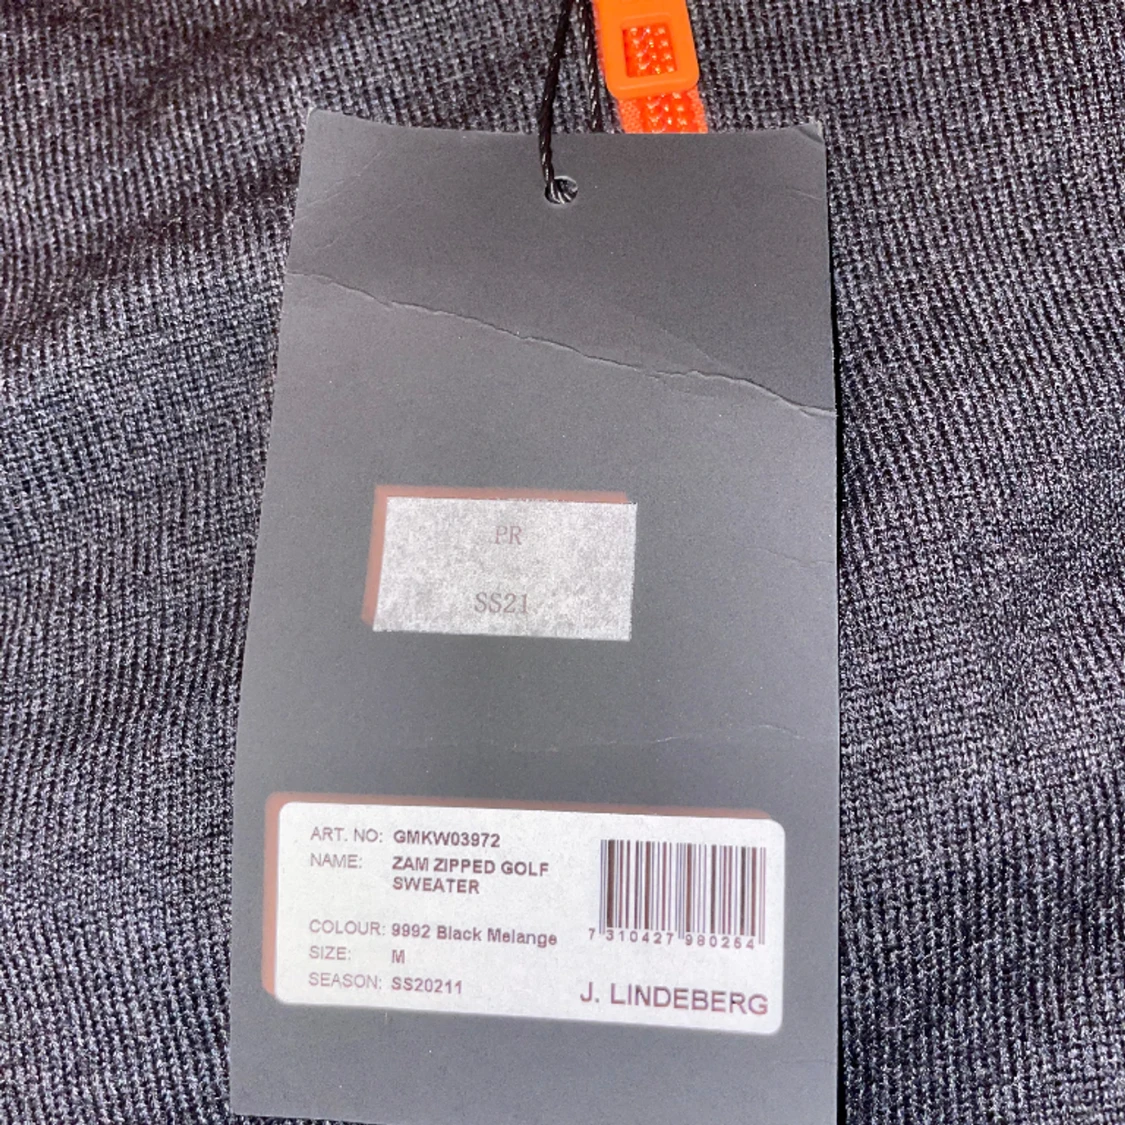 PR
SS21
ART. NO: GMKW03972
NAME: ZAM ZIPPED GOLF
SWEATER
COLOUR: 9992 Black Melange
SIZE: M
SEASON: SS20211
7 310427 980254
J. LINDEBERG